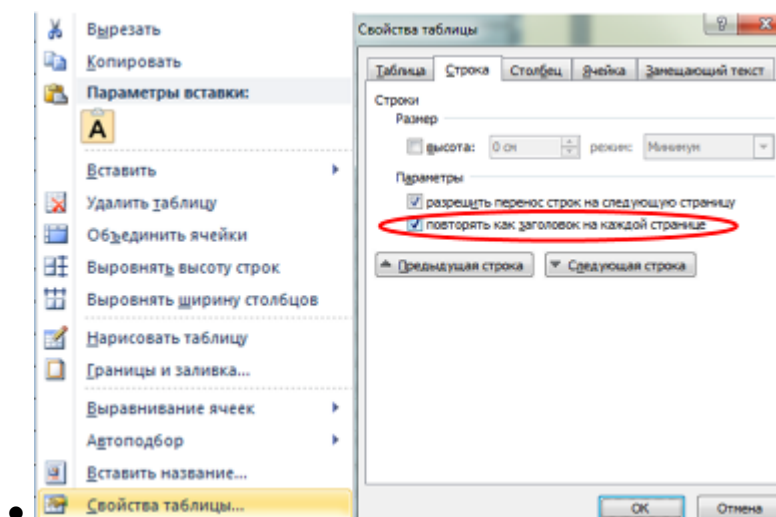 Вырезать
Копировать
Параметры вставки:
A
Вставить
Удалить таблицу
Объединить ячейки
Выровнять высоту строк
Выровнять ширину столбцов
Нарисовать таблицу
Границы и заливка...
Выравнивание ячеек
Автоподбор
Вставить название...
Свойства таблицы...
Свойства таблицы
Таблица Строка Столбец Ячейка Замещающий текст
Строки
Размер
высота: 0 см режим: Минимум
Параметры
разрешить перенос строк на следующую страницу
повторять как заголовок на каждой странице
Предыдущая строка Следующая строка
ОК Отмена